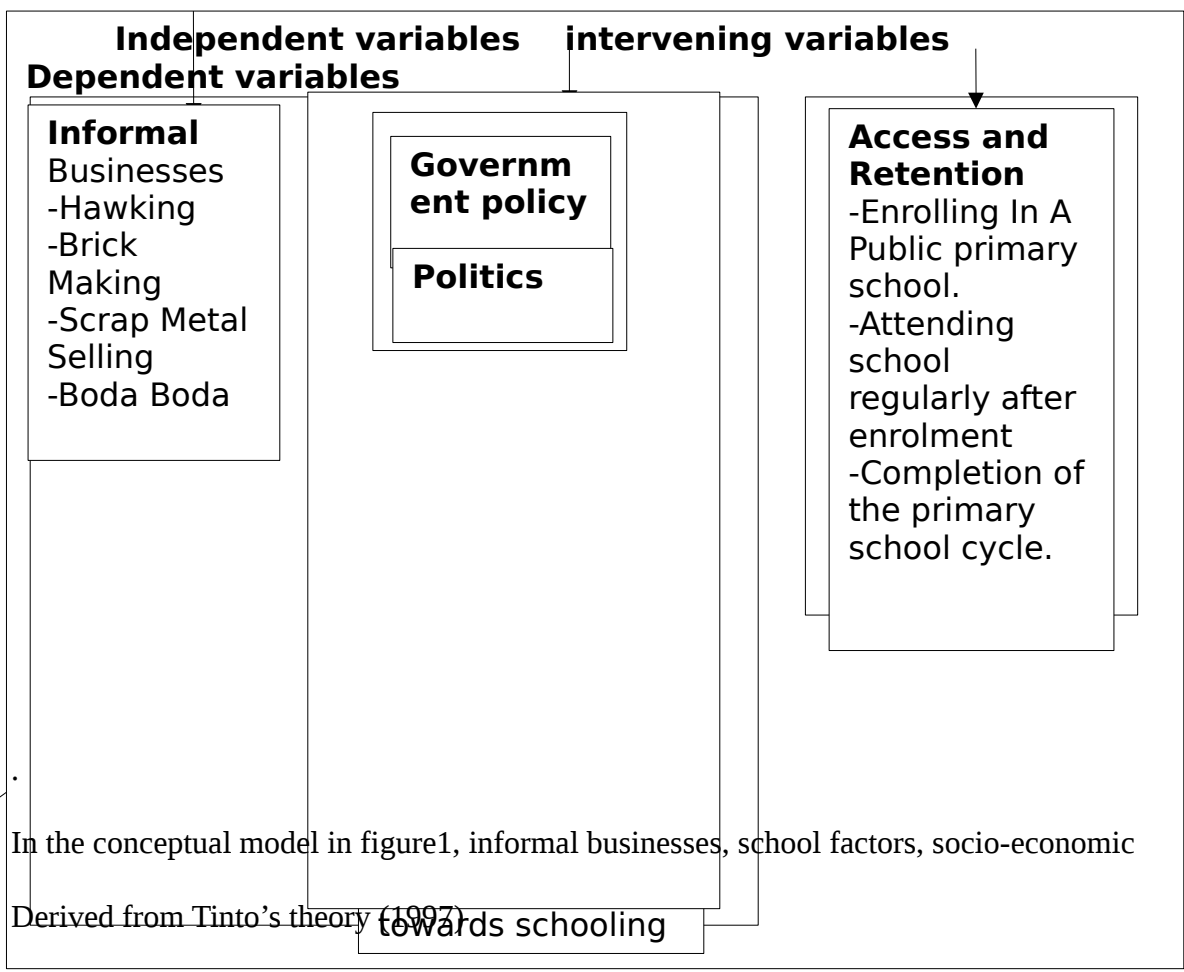 Independent variables intervening variables
Dependent variables
Informal
Businesses
-Hawking
-Brick
Making
-Scrap Metal
Selling
-Boda Boda
Governm
ent policy
Politics
Access and
Retention
-Enrolling In A
Public primary
school.
-Attending
school
regularly after
enrolment
-Completion of
the primary
school cycle.
.
In the conceptual model in figure1, informal businesses, school factors, socio-economic
Derived from Tinto’s theory (1997)
towards schooling